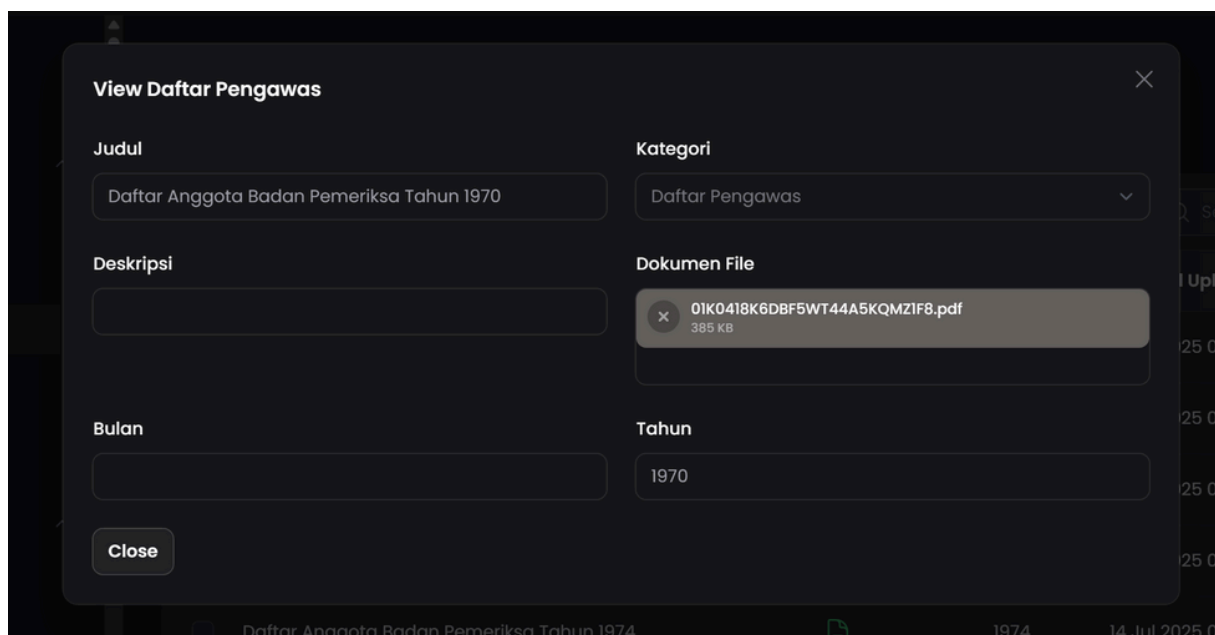 View Daftar Pengawas
Judul
Kategori
Daftar Anggota Badan Pemeriksa Tahun 1970
Daftar Pengawas
Deskripsi
Dokumen File
01K0418K6DBF5WT44A5KQMZ1F8.pdf
385 KB
Bulan
Tahun
1970
Close
Daftar Anggota Badan Pemeriksa Tahun 1974
1974
14 Jul 2025 0